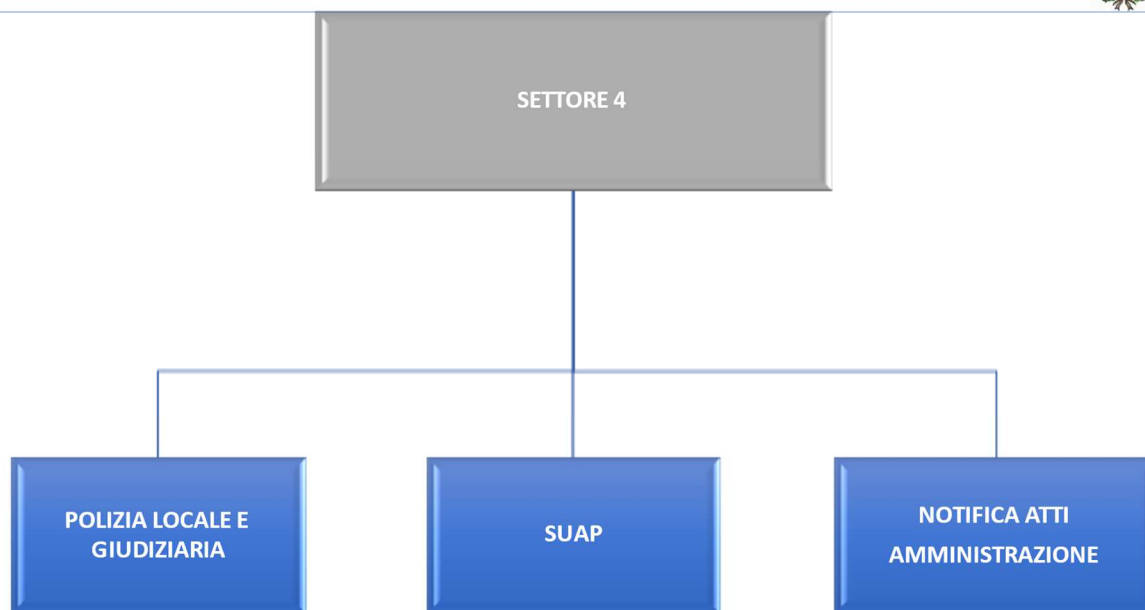 SETTORE 4
POLIZIA LOCALE E
GIUDIZIARIA
SUAP
NOTIFICA ATTI
AMMINISTRAZIONE